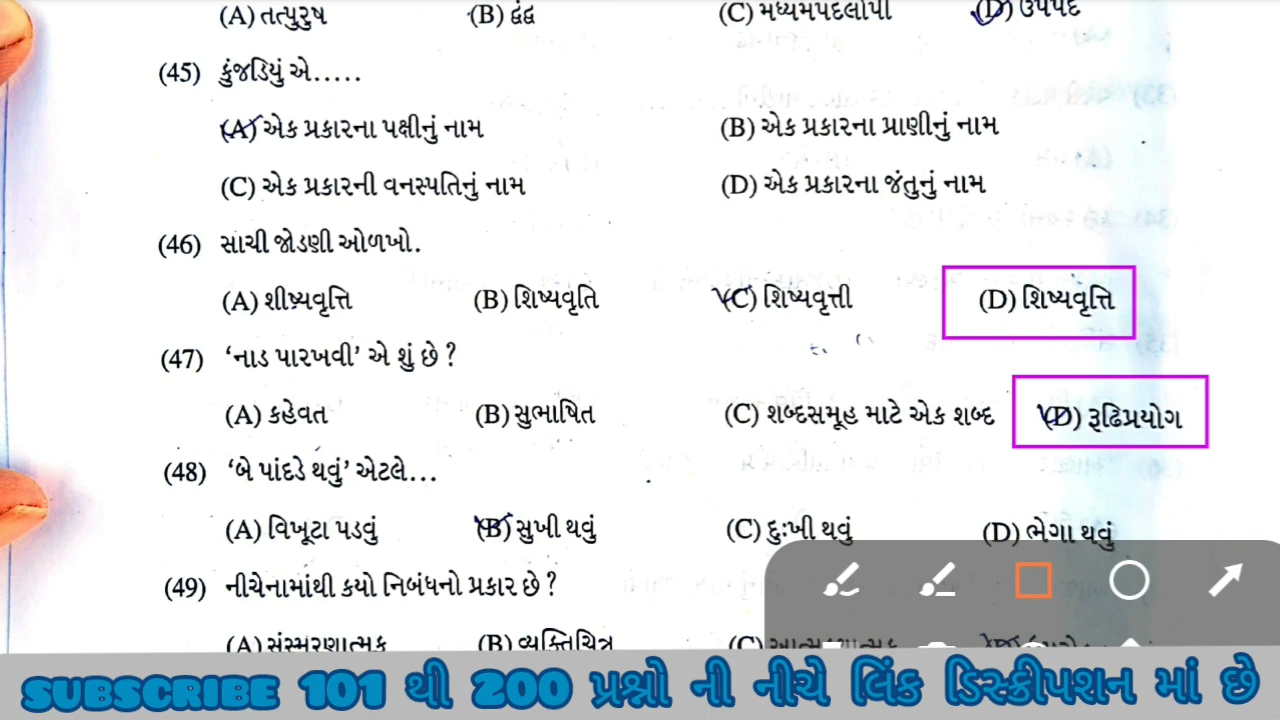 (A) તત્પુરુષ (B) દ્વંદ્વ (C) મધ્યમપદલોપી (D) ઉપપદ
(45) કુંજડિયું એ.....
(A) એક પ્રકારના પક્ષીનું નામ (B) એક પ્રકારના પ્રાણીનું નામ
(C) એક પ્રકારની વનસ્પતિનું નામ (D) એક પ્રકારના જંતુનું નામ
(46) સાચી જોડણી ઓળખો.
(A) શીષ્યવૃત્તિ (B) શિષ્યવૃતિ (C) શિષ્યવૃત્તી (D) શિષ્યવૃત્તિ
(47) ‘નાડ પારખવી’ એ શું છે ?
(A) કહેવત (B) સુભાષિત (C) શબ્દસમૂહ માટે એક શબ્દ (D) રૂઢિપ્રયોગ
(48) ‘બે પાંદડે થવું’ એટલે...
(A) વિખૂટા પડવું (B) સુખી થવું (C) દુઃખી થવું (D) ભેગા થવું
(49) નીચેનામાંથી કયો નિબંધનો પ્રકાર છે ?
(A) સંસ્મરણાત્મક (B) વ્યક્તિચિત્ર (C)
SUBSCRIBE 101 થી 200 પ્રશ્નો ની નીચે લિંક ડિસ્ક્રીપશન માં છે